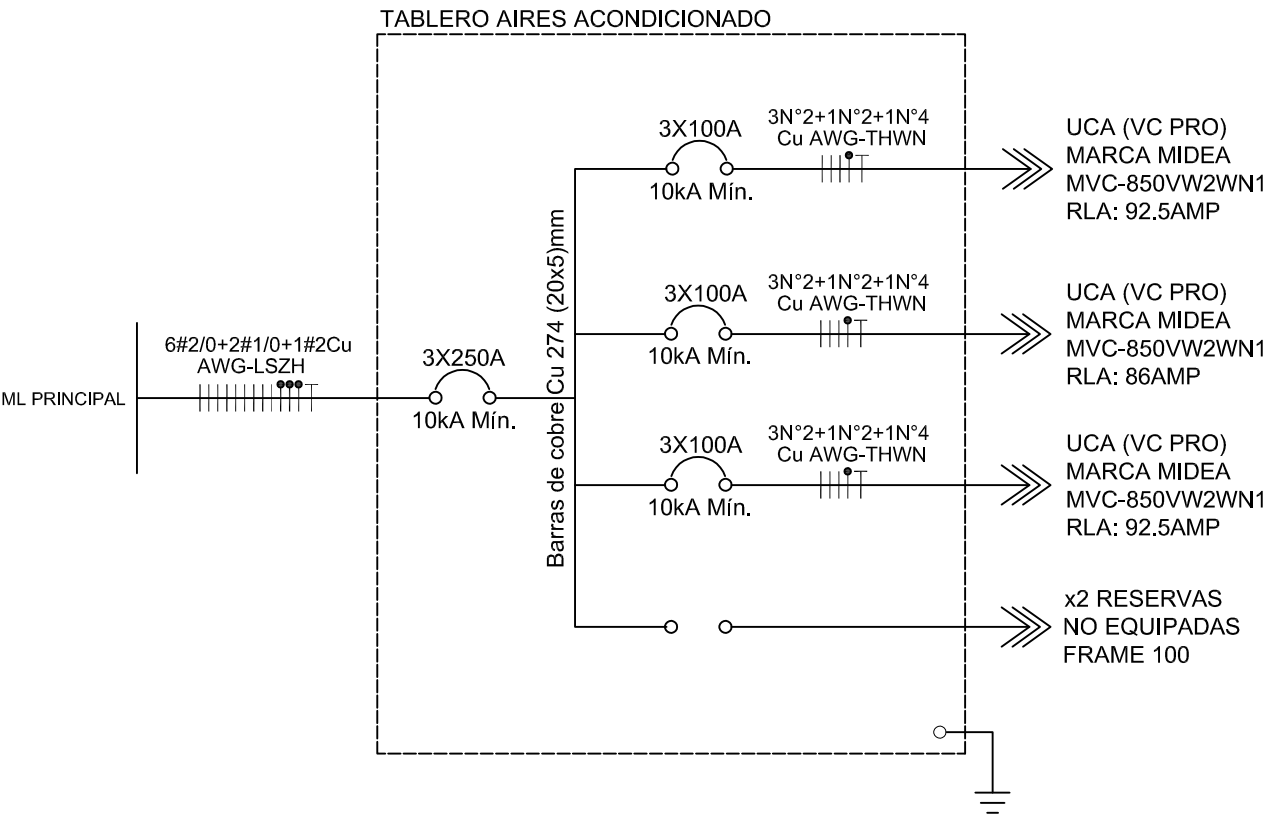 TABLERO AIRES ACONDICIONADO
3X100A
10kA Mín.
3N°2+1N°2+1N°4
Cu AWG-THWN
UCA (VC PRO)
MARCA MIDEA
MVC-850VW2WN1
RLA: 92.5AMP
3X100A
10kA Mín.
3N°2+1N°2+1N°4
Cu AWG-THWN
UCA (VC PRO)
MARCA MIDEA
MVC-850VW2WN1
RLA: 86AMP
ML PRINCIPAL
6#2/0+2#1/0+1#2Cu
AWG-LSZH
3X250A
10kA Mín.
Barras de cobre Cu 274 (20x5)mm
3X100A
10kA Mín.
3N°2+1N°2+1N°4
Cu AWG-THWN
UCA (VC PRO)
MARCA MIDEA
MVC-850VW2WN1
RLA: 92.5AMP
x2 RESERVAS
NO EQUIPADAS
FRAME 100